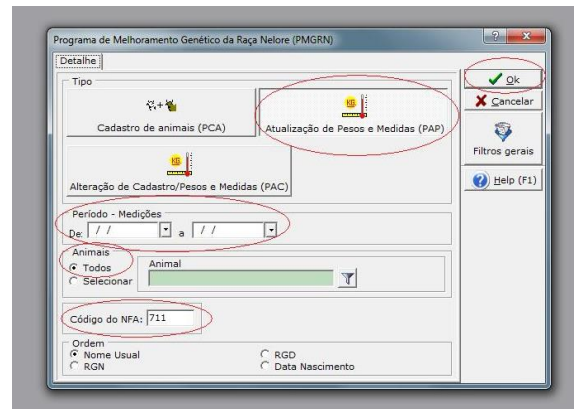 Programa de Melhoramento Genético da Raça Nelore (PMGRN)
Detalhe
Tipo
Cadastro de animais (PCA)
KG
Atualização de Pesos e Medidas (PAP)
KG
Alteração de Cadastro/Pesos e Medidas (PAC)
Período - Medições
De: / / a / /
Animais
Todos
Selecionar
Animal
Código do NFA: 711
Ordem
Nome Usual
RGN
RGD
Data Nascimento
Ok
Cancelar
Filtros gerais
? Help (F1)